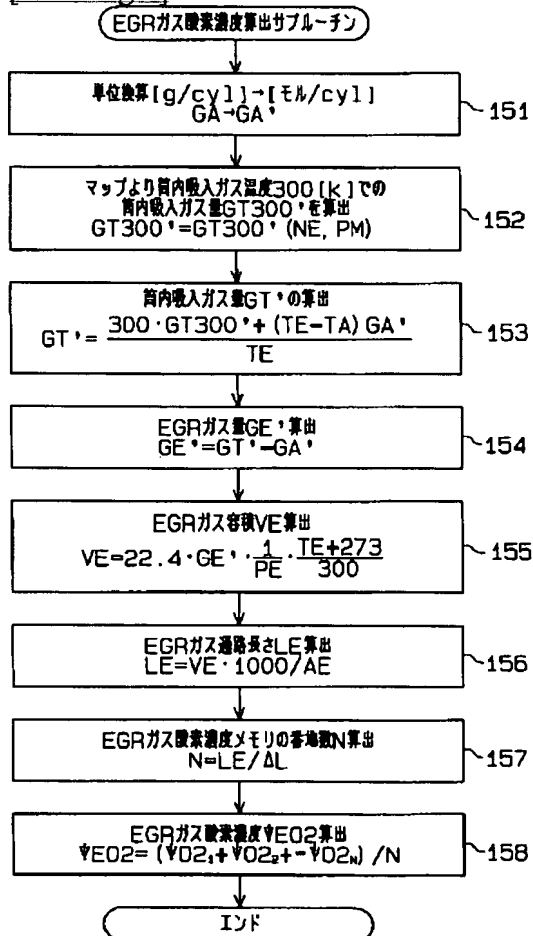 EGRガス酸素濃度算出サブルーチン
単位換算[g/cyl]→[モル/cyl]
GA→GA'
151
マップより筒内吸入ガス温度300[K]での
筒内吸入ガス量GT300'を算出
GT300'=GT300' (NE, PM)
152
筒内吸入ガス量GT'の算出
GT'= 300·GT300'+(TE-TA) GA' / TE
153
EGRガス量GE'算出
GE'=GT'-GA'
154
EGRガス容積VE算出
VE=22.4·GE'· 1/PE · TE+273/300
155
EGRガス通路長さLE算出
LE=VE·1000/AE
156
EGRガス酸素濃度メモリの番地数N算出
N=LE/ΔL
157
EGRガス酸素濃度ΨEO2算出
ΨEO2= (ΨO2₁+ΨO2₂+-ΨO2N) /N
158
エンド